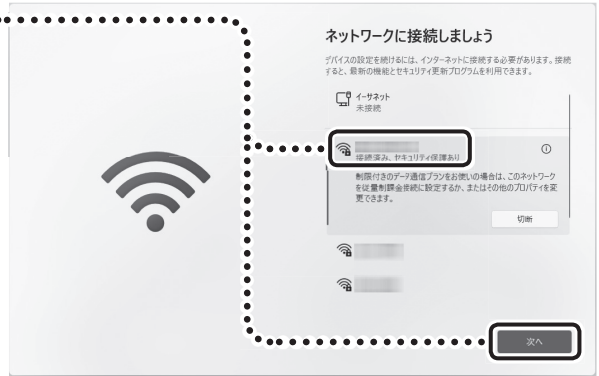 ネットワークに接続しましょう
デバイスの設定を続けるには、インターネットに接続する必要があります。接続
すると、最新の機能とセキュリティ更新プログラムを利用できます。
イーサネット
未接続
接続済み、セキュリティ保護あり
制限付きのデータ通信プランをお使いの場合は、このネットワーク
を従量制課金接続に設定するか、またはその他のプロパティを変
更できます。
切断
次へ